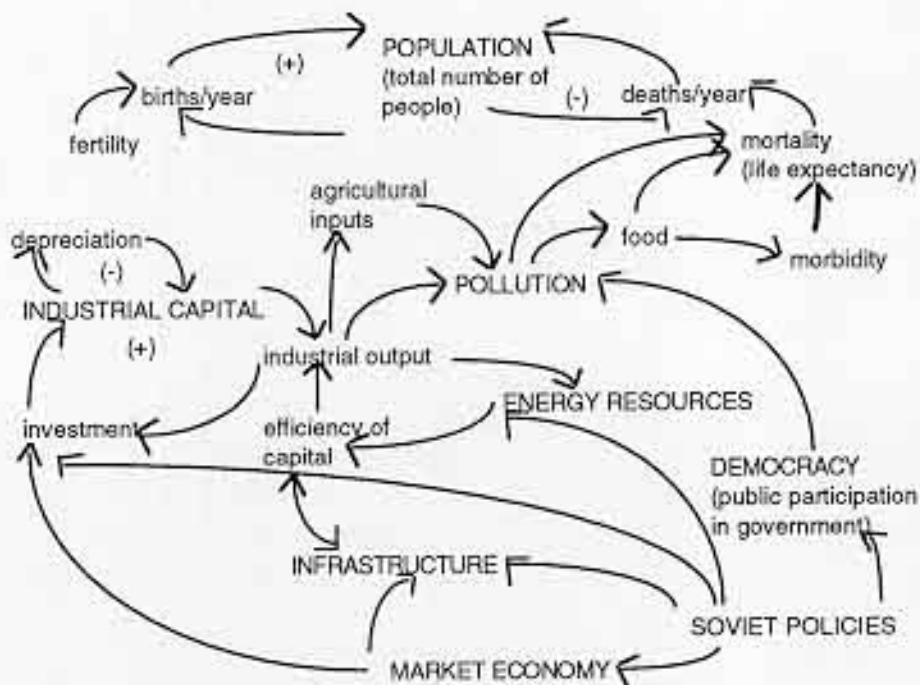 POPULATION
(total number of
people)
(+)
(-)
births/year
deaths/year
fertility
mortality
(life expectancy)
agricultural
inputs
food
morbidity
depreciation
(-)
POLLUTION
INDUSTRIAL CAPITAL
(+)
industrial output
ENERGY RESOURCES
investment
efficiency of
capital
DEMOCRACY
(public participation
in government)
INFRASTRUCTURE
SOVIET POLICIES
MARKET ECONOMY